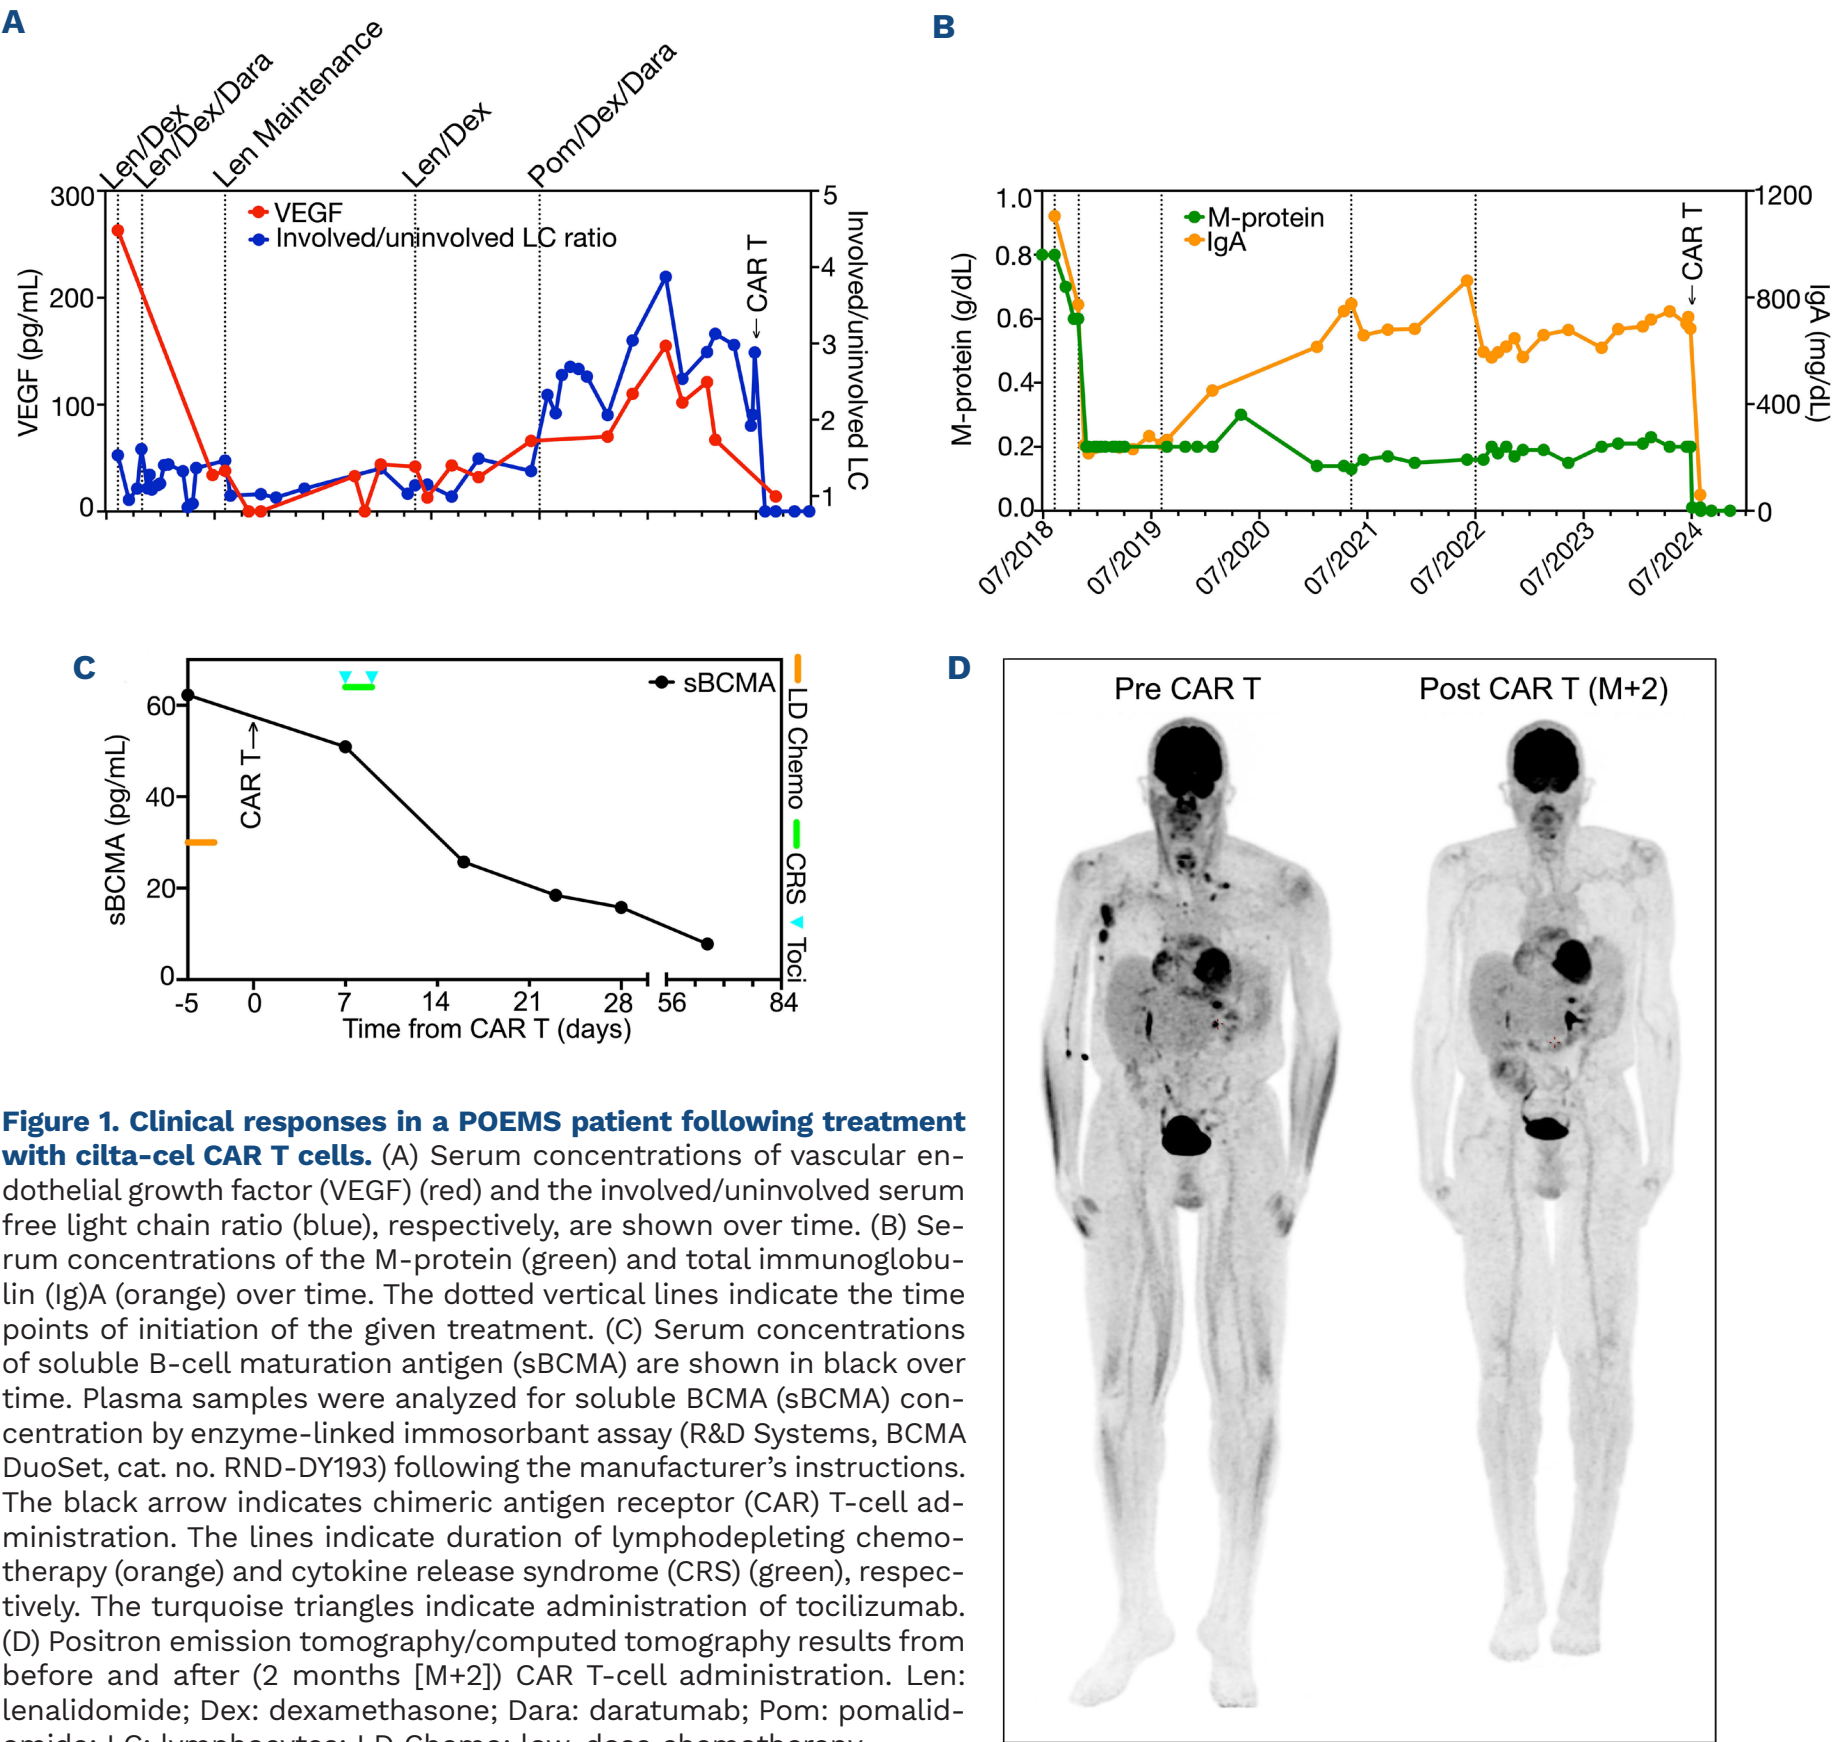 A
Len/Dex
Len/Dex/Dara
Len Maintenance
Len/Dex
Pom/Dex/Dara
300
200
100
0
VEGF (pg/mL)
VEGF
Involved/uninvolved LC ratio
CAR T
5
4
3
2
1
Involved/uninvolved LC
B
1.0
0.8
0.6
0.4
0.2
0.0
M-protein (g/dL)
M-protein
IgA
CAR T
1200
800
400
0
IgA (mg/dL)
07/2018
07/2019
07/2020
07/2021
07/2022
07/2023
07/2024
C
60
40
20
0
sBCMA (pg/mL)
CAR T
sBCMA
LD Chemo
CRS
Toci
-5 0 7 14 21 28 56 84
Time from CAR T (days)
D
Pre CAR T
Post CAR T (M+2)
Figure 1. Clinical responses in a POEMS patient following treatment
with cilta-cel CAR T cells. (A) Serum concentrations of vascular en-
dothelial growth factor (VEGF) (red) and the involved/uninvolved serum
free light chain ratio (blue), respectively, are shown over time. (B) Se-
rum concentrations of the M-protein (green) and total immunoglobu-
lin (Ig)A (orange) over time. The dotted vertical lines indicate the time
points of initiation of the given treatment. (C) Serum concentrations
of soluble B-cell maturation antigen (sBCMA) are shown in black over
time. Plasma samples were analyzed for soluble BCMA (sBCMA) con-
centration by enzyme-linked immosorbant assay (R&D Systems, BCMA
DuoSet, cat. no. RND-DY193) following the manufacturer's instructions.
The black arrow indicates chimeric antigen receptor (CAR) T-cell ad-
ministration. The lines indicate duration of lymphodepleting chemo-
therapy (orange) and cytokine release syndrome (CRS) (green), respec-
tively. The turquoise triangles indicate administration of tocilizumab.
(D) Positron emission tomography/computed tomography results from
before and after (2 months [M+2]) CAR T-cell administration. Len:
lenalidomide; Dex: dexamethasone; Dara: daratumab; Pom: pomalid-
omide; LC: lymphocytes; LD Chemo: low-dose chemotherapy.